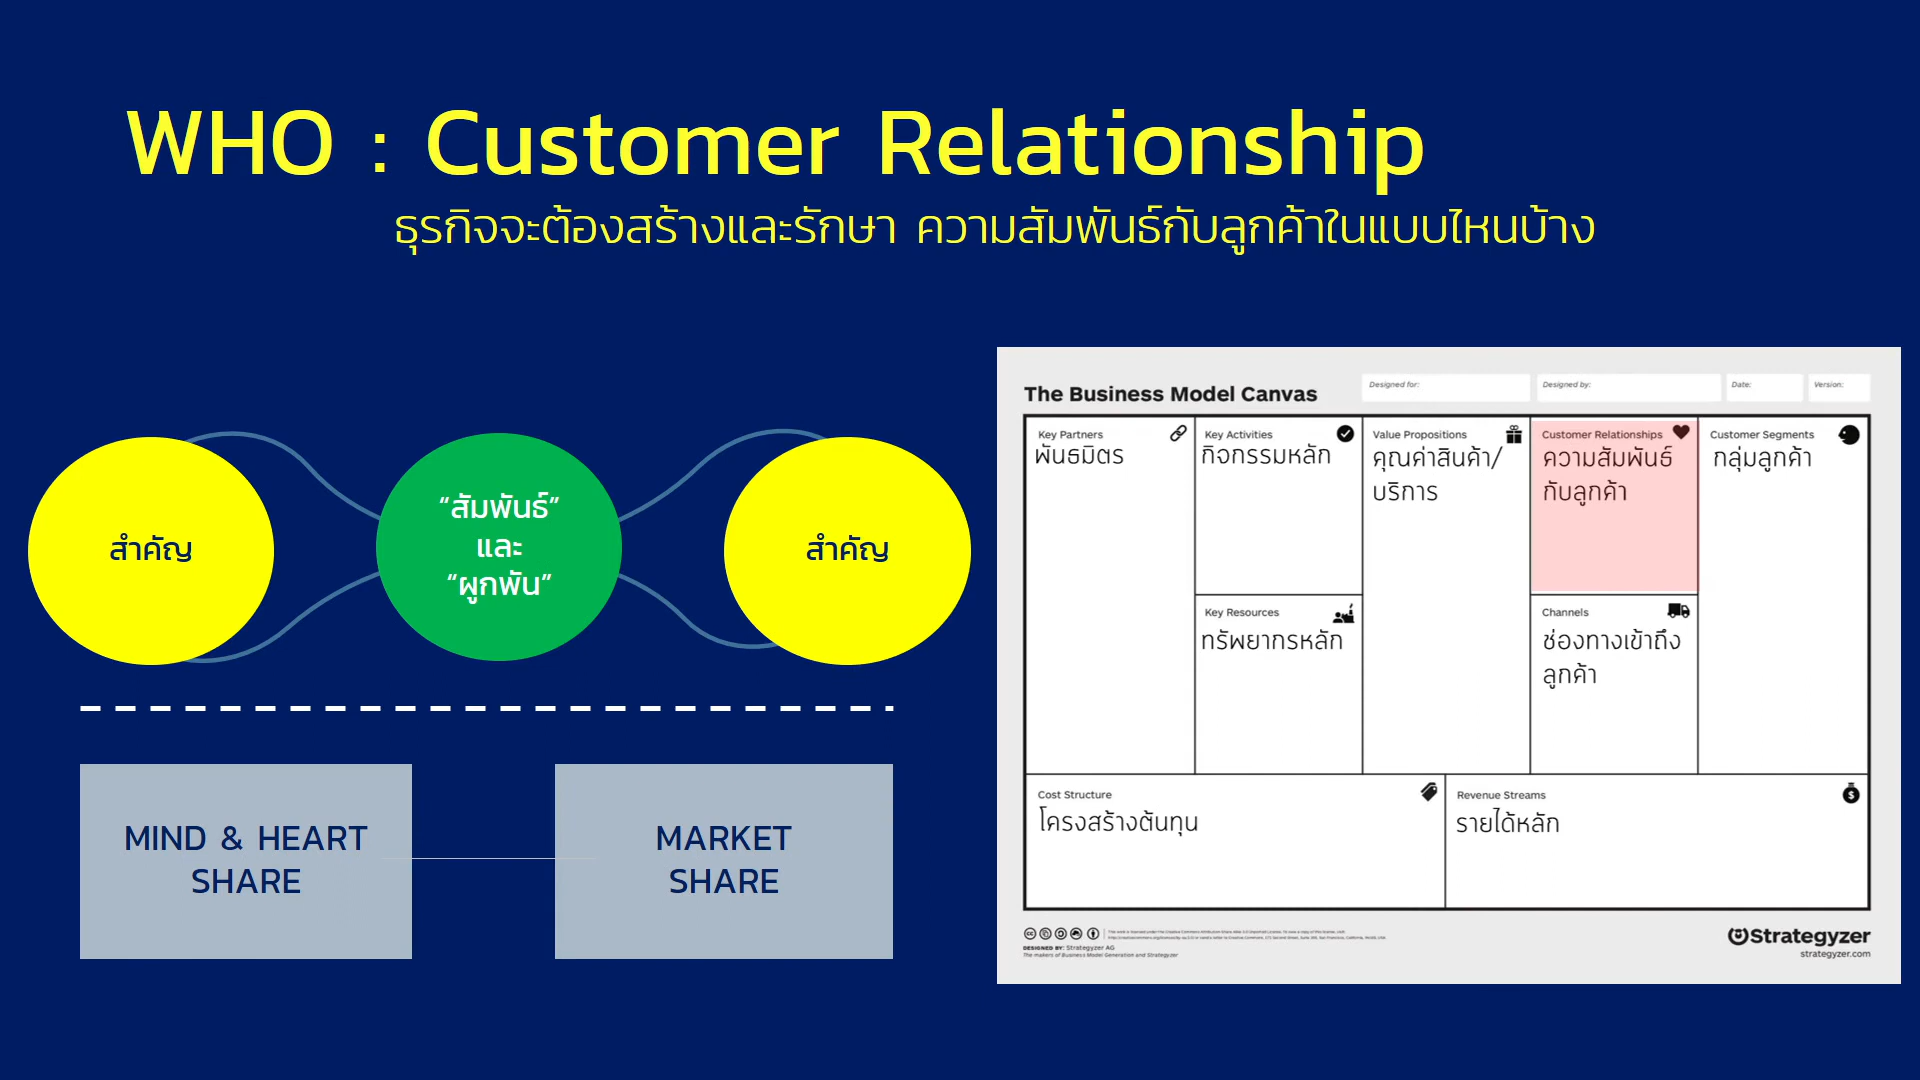 WHO : Customer Relationship
ธุรกิจจะต้องสร้างและรักษา ความสัมพันธ์กับลูกค้าในแบบไหนบ้าง
สำคัญ
“สัมพันธ์”
และ
“ผูกพัน”
สำคัญ
MIND & HEART
SHARE
MARKET
SHARE
The Business Model Canvas
Designed for:
Designed by:
Date:
Version:
Key Partners
พันธมิตร
Key Activities
กิจกรรมหลัก
Key Resources
ทรัพยากรหลัก
Value Propositions
คุณค่าสินค้า/
บริการ
Customer Relationships
ความสัมพันธ์
กับลูกค้า
Channels
ช่องทางเข้าถึง
ลูกค้า
Customer Segments
กลุ่มลูกค้า
Cost Structure
โครงสร้างต้นทุน
Revenue Streams
รายได้หลัก
DESIGNED BY: Strategyzer AG
The makers of Business Model Generation and Strategyzer
Strategyzer
strategyzer.com